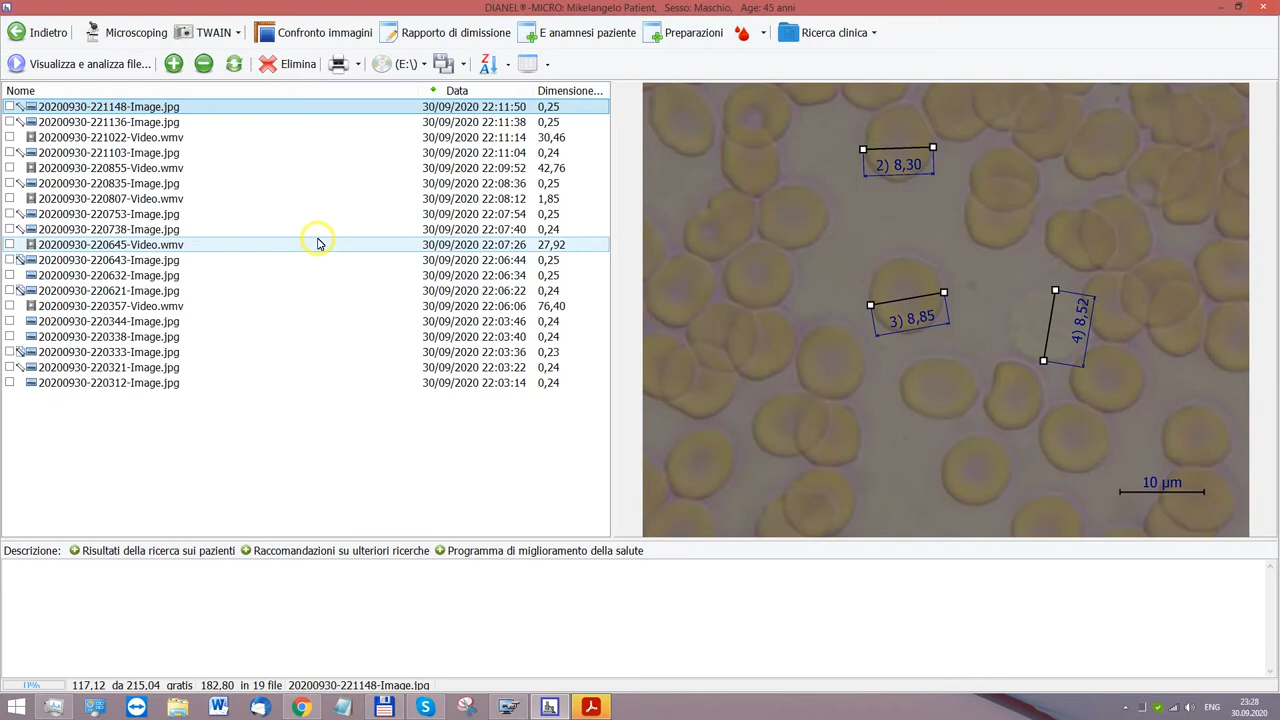 DIANEL®-MICRO: Mikelangelo Patient, Sesso: Maschio, Age: 45 anni
Indietro Microscoping TWAIN Confronto immagini Rapporto di dimissione E anamnesi paziente Preparazioni Ricerca clinica
Visualizza e analizza file... Elimina (E:\)
Nome Data Dimensione...
20200930-221148-Image.jpg 30/09/2020 22:11:50 0,25
20200930-221136-Image.jpg 30/09/2020 22:11:38 0,25
20200930-221022-Video.wmv 30/09/2020 22:11:14 30,46
20200930-221103-Image.jpg 30/09/2020 22:11:04 0,24
20200930-220855-Video.wmv 30/09/2020 22:09:52 42,76
20200930-220835-Image.jpg 30/09/2020 22:08:36 0,25
20200930-220807-Video.wmv 30/09/2020 22:08:12 1,85
20200930-220753-Image.jpg 30/09/2020 22:07:54 0,25
20200930-220738-Image.jpg 30/09/2020 22:07:40 0,24
20200930-220645-Video.wmv 30/09/2020 22:07:26 27,92
20200930-220643-Image.jpg 30/09/2020 22:06:44 0,25
20200930-220632-Image.jpg 30/09/2020 22:06:34 0,25
20200930-220621-Image.jpg 30/09/2020 22:06:22 0,24
20200930-220357-Video.wmv 30/09/2020 22:06:06 76,40
20200930-220344-Image.jpg 30/09/2020 22:03:46 0,24
20200930-220338-Image.jpg 30/09/2020 22:03:40 0,24
20200930-220333-Image.jpg 30/09/2020 22:03:36 0,23
20200930-220321-Image.jpg 30/09/2020 22:03:22 0,24
20200930-220312-Image.jpg 30/09/2020 22:03:14 0,24
2) 8,30
3) 8,85
4) 8,52
10 µm
Descrizione: Risultati della ricerca sui pazienti Raccomandazioni su ulteriori ricerche Programma di miglioramento della salute
0% 117,12 da 215,04 gratis 182,80 in 19 file 20200930-221148-Image.jpg
ENG
23:28
30.09.2020